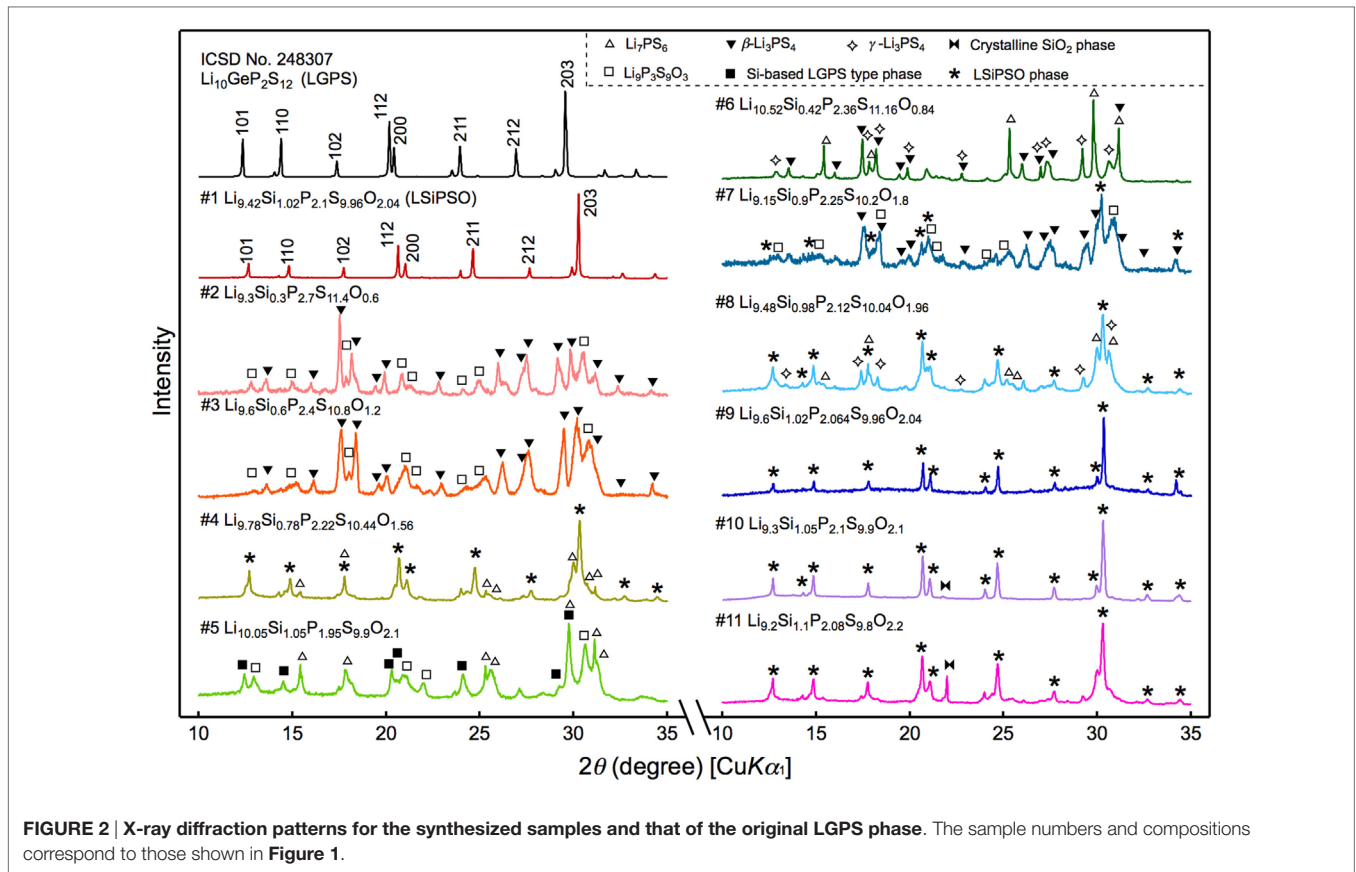 ICSD No. 248307
Li10GeP2S12 (LGPS)
101
110
102
112
200
211
212
203
#1 Li9.42Si1.02P2.1S9.96O2.04 (LSiPSO)
101
110
102
112
200
211
212
203
#2 Li9.3Si0.3P2.7S11.4O0.6
#3 Li9.6Si0.6P2.4S10.8O1.2
#4 Li9.78Si0.78P2.22S10.44O1.56
#5 Li10.05Si1.05P1.95S9.9O2.1
△ Li7PS6 ▼ β-Li3PS4 ✧ γ-Li3PS4 ⧓ Crystalline SiO2 phase
□ Li9P3S9O3 ■ Si-based LGPS type phase * LSiPSO phase
#6 Li10.52Si0.42P2.36S11.16O0.84
#7 Li9.15Si0.9P2.25S10.2O1.8
#8 Li9.48Si0.98P2.12S10.04O1.96
#9 Li9.6Si1.02P2.064S9.96O2.04
#10 Li9.3Si1.05P2.1S9.9O2.1
#11 Li9.2Si1.1P2.08S9.8O2.2
Intensity
10 15 20 25 30 35 10 15 20 25 30 35
2θ (degree) [CuKα1]
FIGURE 2 | X-ray diffraction patterns for the synthesized samples and that of the original LGPS phase. The sample numbers and compositions
correspond to those shown in Figure 1.